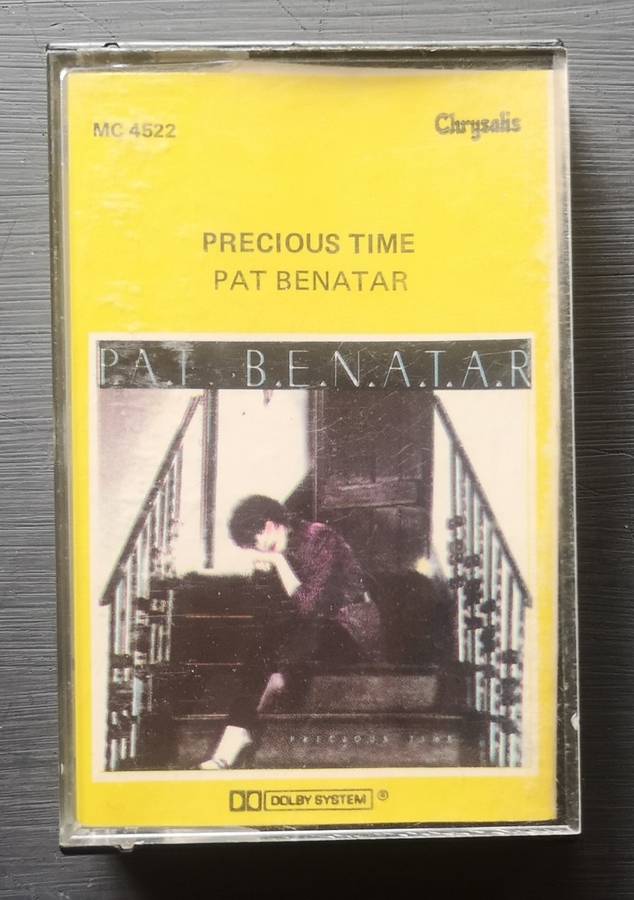 MC 4522
Chrysalis
PRECIOUS TIME
PAT BENATAR
P.A.T. B.E.N.A.T.A.R
PRECIOUS TIME
DOLBY SYSTEM ®